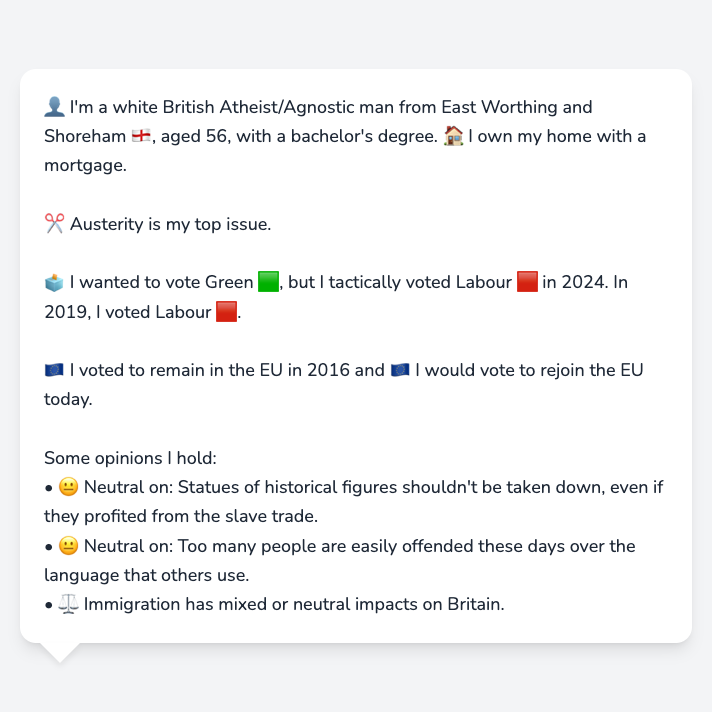 👤 I'm a white British Atheist/Agnostic man from East Worthing and
Shoreham 🏴󠁧󠁢󠁥󠁮󠁧󠁿, aged 56, with a bachelor's degree. 🏠 I own my home with a
mortgage.
✂️ Austerity is my top issue.
🗳️ I wanted to vote Green 🟩, but I tactically voted Labour 🟥 in 2024. In
2019, I voted Labour 🟥.
🇪🇺 I voted to remain in the EU in 2016 and 🇪🇺 I would vote to rejoin the EU
today.
Some opinions I hold:
• 😐 Neutral on: Statues of historical figures shouldn't be taken down, even if
they profited from the slave trade.
• 😐 Neutral on: Too many people are easily offended these days over the
language that others use.
• ⚖️ Immigration has mixed or neutral impacts on Britain.